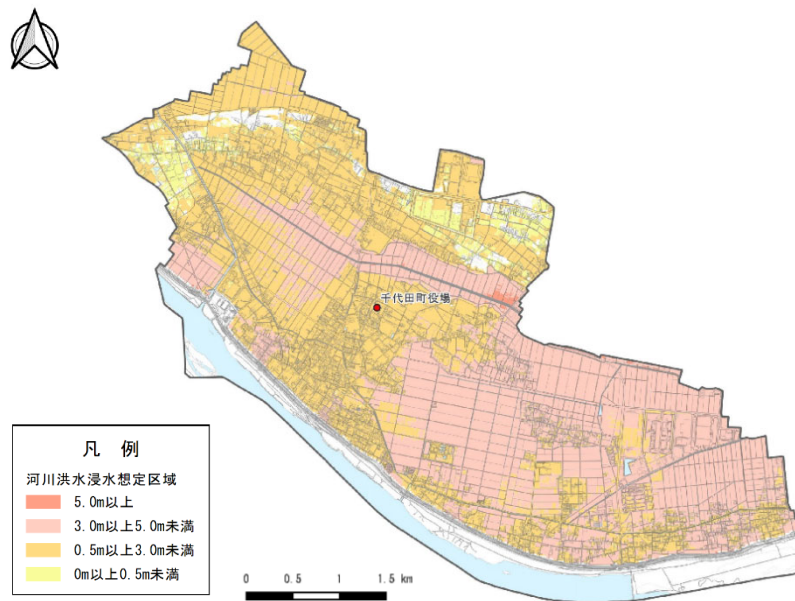 千代田町役場
凡 例
河川洪水浸水想定区域
5.0m以上
3.0m以上5.0m未満
0.5m以上3.0m未満
0m以上0.5m未満
0 0.5 1 1.5 km